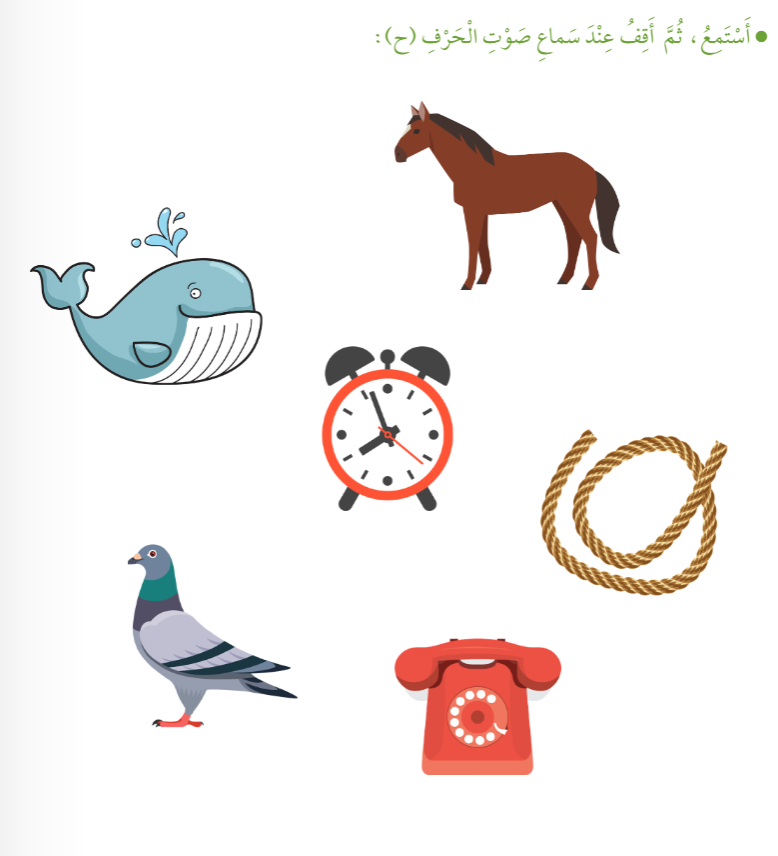 ● أَسْتَمِعُ، ثُمَّ أَقِفُ عِنْدَ سَماعِ صَوْتِ الْحَرْفِ (ح):